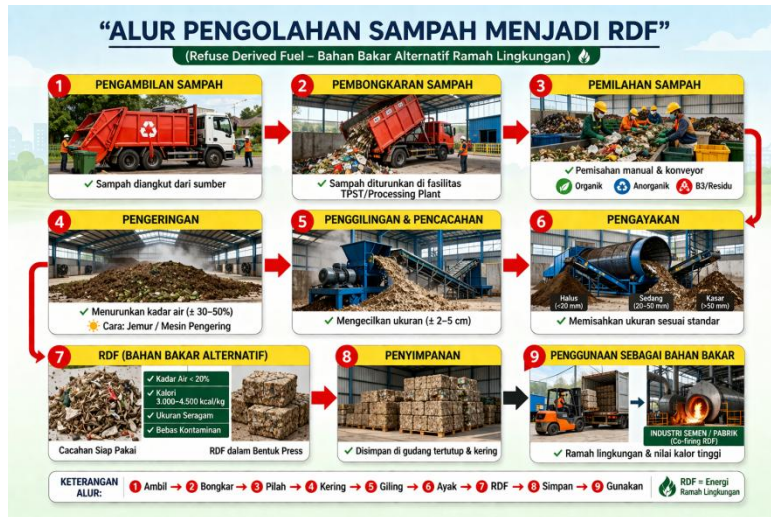 “ALUR PENGOLAHAN SAMPAH MENJADI RDF”
(Refuse Derived Fuel – Bahan Bakar Alternatif Ramah Lingkungan)
1 PENGAMBILAN SAMPAH
✓ Sampah diangkut dari sumber
2 PEMBONGKARAN SAMPAH
✓ Sampah diturunkan di fasilitas
TPST/Processing Plant
3 PEMILAHAN SAMPAH
✓ Pemisahan manual & konveyor
Organik Anorganik B3/Residu
4 PENGERINGAN
✓ Menurunkan kadar air (± 30–50%)
Cara: Jemur / Mesin Pengering
5 PENGGILINGAN & PENCACAHAN
✓ Mengecilkan ukuran (± 2–5 cm)
6 PENGAYAKAN
Halus
(<20 mm)
Sedang
(20–50 mm)
Kasar
(>50 mm)
✓ Memisahkan ukuran sesuai standar
7 RDF (BAHAN BAKAR ALTERNATIF)
✓ Kadar Air < 20%
✓ Kalori
3.000–4.500 kcal/kg
✓ Ukuran Seragam
✓ Bebas Kontaminan
Cacahan Siap Pakai
RDF dalam Bentuk Press
8 PENYIMPANAN
✓ Disimpan di gudang tertutup & kering
9 PENGGUNAAN SEBAGAI BAHAN BAKAR
INDUSTRI SEMEN / PABRIK
(Co-firing RDF)
✓ Ramah lingkungan & nilai kalor tinggi
KETERANGAN
ALUR:
1 Ambil → 2 Bongkar → 3 Pilah → 4 Kering → 5 Giling → 6 Ayak → 7 RDF → 8 Simpan → 9 Gunakan
RDF = Energi
Ramah Lingkungan